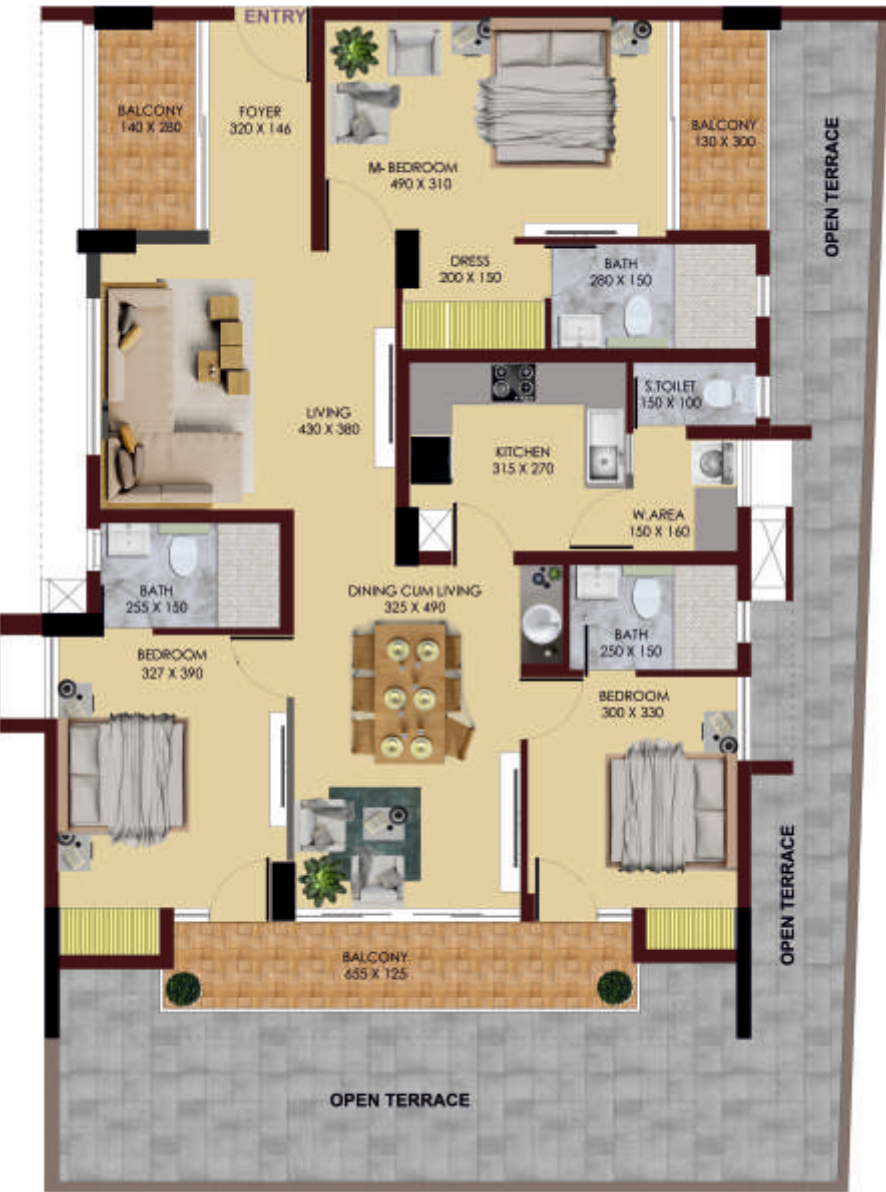 ENTRY
BALCONY
140 X 280
FOYER
320 X 146
M- BEDROOM
490 X 310
BALCONY
130 X 300
OPEN TERRACE
DRESS
200 X 150
BATH
280 X 150
LIVING
430 X 380
KITCHEN
315 X 270
S.TOILET
150 X 100
W.AREA
150 X 160
BATH
255 X 150
DINING CUM LIVING
325 X 490
BATH
250 X 150
BEDROOM
327 X 390
BEDROOM
300 X 330
OPEN TERRACE
BALCONY
655 X 125
OPEN TERRACE